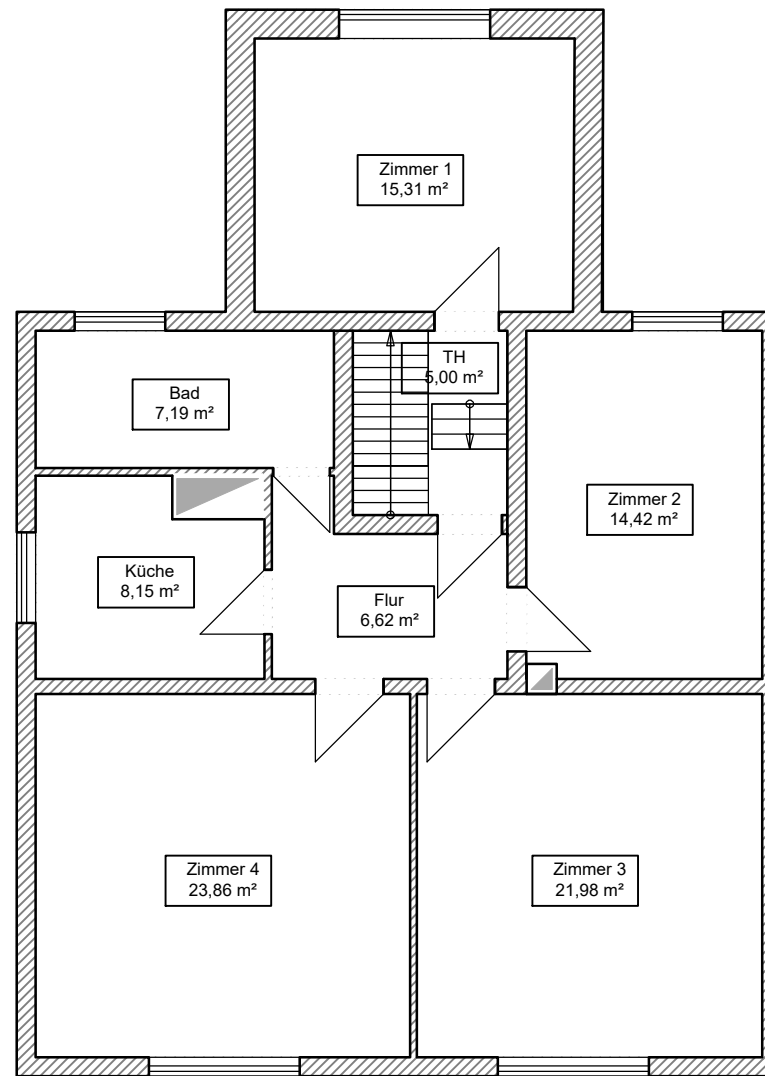 Zimmer 1
15,31 m²
TH
5,00 m²
Bad
7,19 m²
Zimmer 2
14,42 m²
Küche
8,15 m²
Flur
6,62 m²
Zimmer 4
23,86 m²
Zimmer 3
21,98 m²